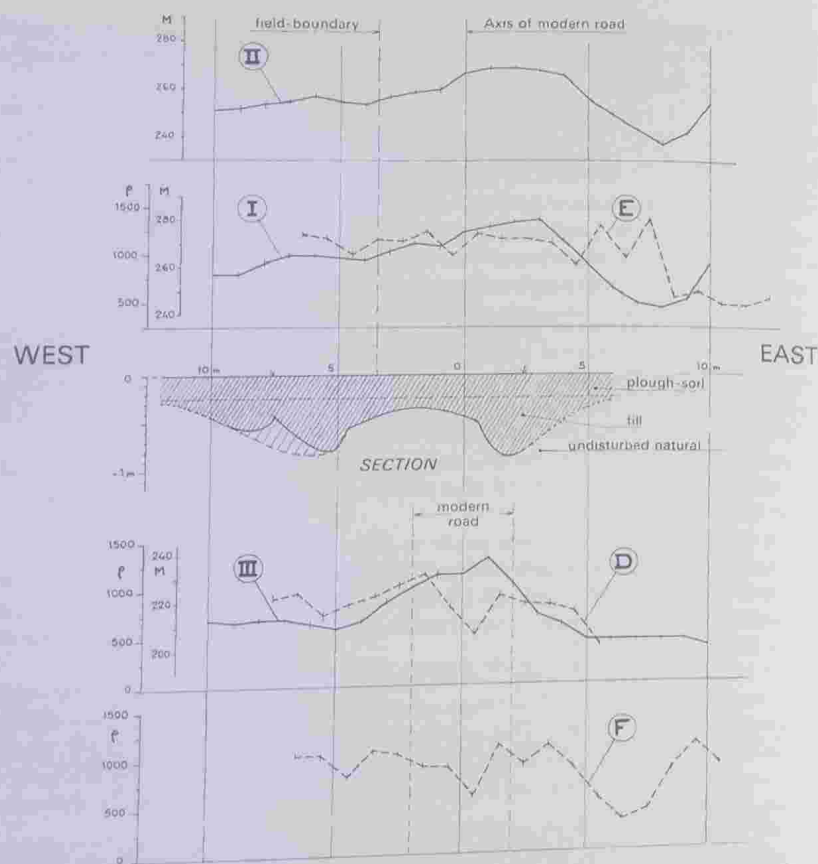 M
field-boundary
Axis of modern road
280
II
260
240
ρ M
1500
I
280
E
1000
260
500
240
WEST
EAST
10 m 5 0 5 10 m
0
plough-soil
fill
undisturbed natural
-1m
SECTION
modern
road
1500
240
ρ
M
III
D
1000
220
500
200
0
1500
ρ
F
1000
500
0